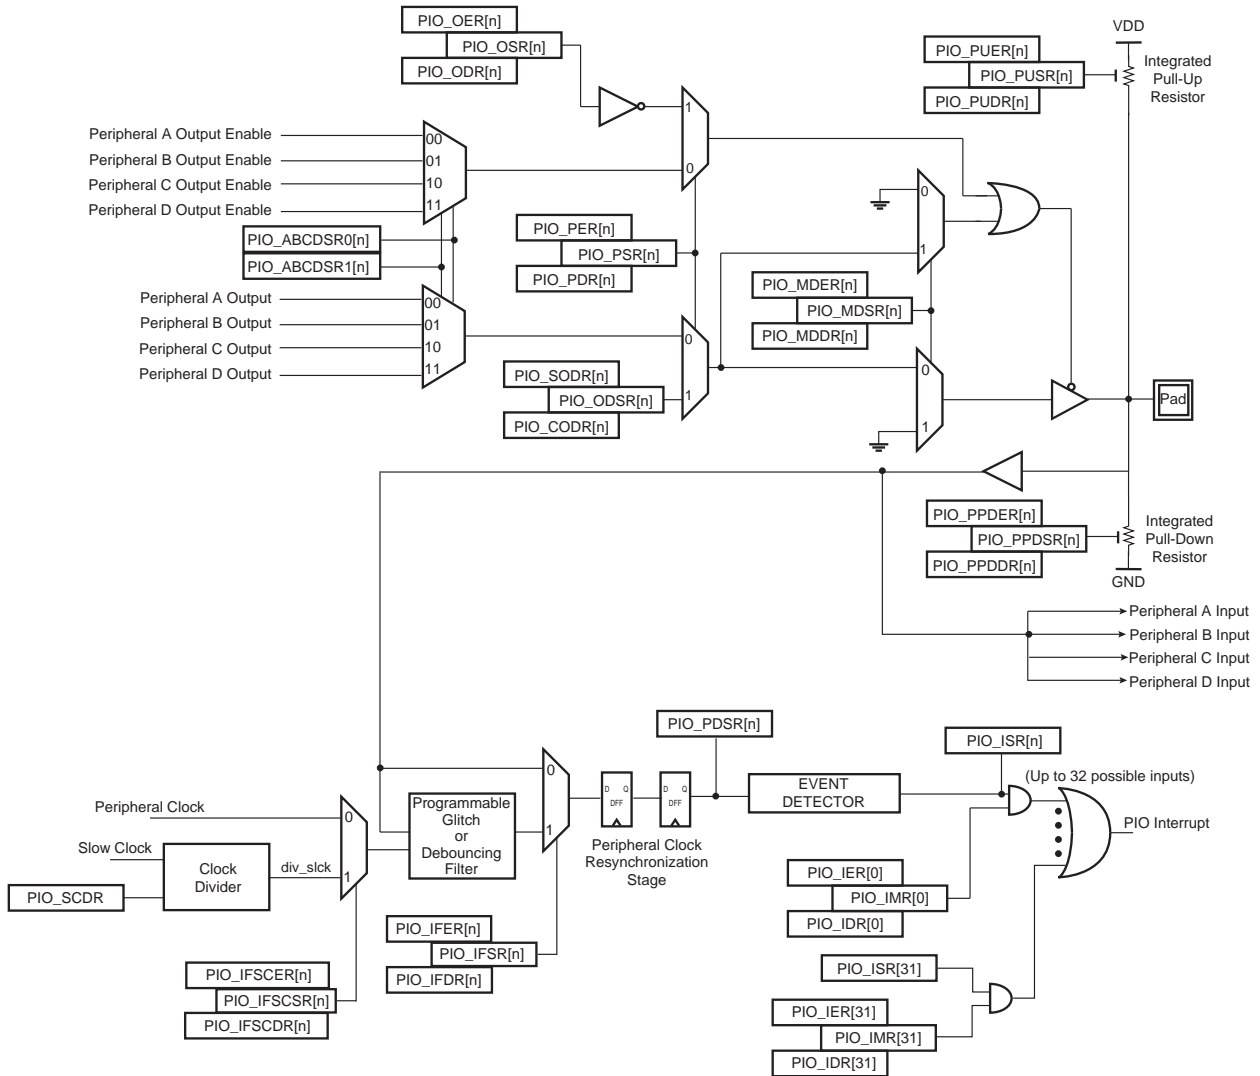 PIO_OER[n]
PIO_OSR[n]
PIO_ODR[n]
VDD
PIO_PUER[n]
PIO_PUSR[n]
PIO_PUDR[n]
Integrated
Pull-Up
Resistor
1
0
Peripheral A Output Enable
Peripheral B Output Enable
Peripheral C Output Enable
Peripheral D Output Enable
00
01
10
11
PIO_ABCDSR0[n]
PIO_ABCDSR1[n]
PIO_PER[n]
PIO_PSR[n]
PIO_PDR[n]
0
1
PIO_MDER[n]
PIO_MDSR[n]
PIO_MDDR[n]
Peripheral A Output
Peripheral B Output
Peripheral C Output
Peripheral D Output
00
01
10
11
0
1
PIO_SODR[n]
PIO_ODSR[n]
PIO_CODR[n]
0
1
Pad
PIO_PPDER[n]
PIO_PPDSR[n]
PIO_PPDDR[n]
Integrated
Pull-Down
Resistor
GND
Peripheral A Input
Peripheral B Input
Peripheral C Input
Peripheral D Input
PIO_PDSR[n]
PIO_ISR[n]
(Up to 32 possible inputs)
0
1
D Q
DFF
D Q
DFF
Peripheral Clock
Resynchronization
Stage
EVENT
DETECTOR
PIO Interrupt
Peripheral Clock
Slow Clock
Clock
Divider
div_slck
PIO_SCDR
0
1
Programmable
Glitch
or
Debouncing
Filter
PIO_IER[0]
PIO_IMR[0]
PIO_IDR[0]
PIO_IFER[n]
PIO_IFSR[n]
PIO_IFDR[n]
PIO_IFSCER[n]
PIO_IFSCSR[n]
PIO_IFSCDR[n]
PIO_ISR[31]
PIO_IER[31]
PIO_IMR[31]
PIO_IDR[31]